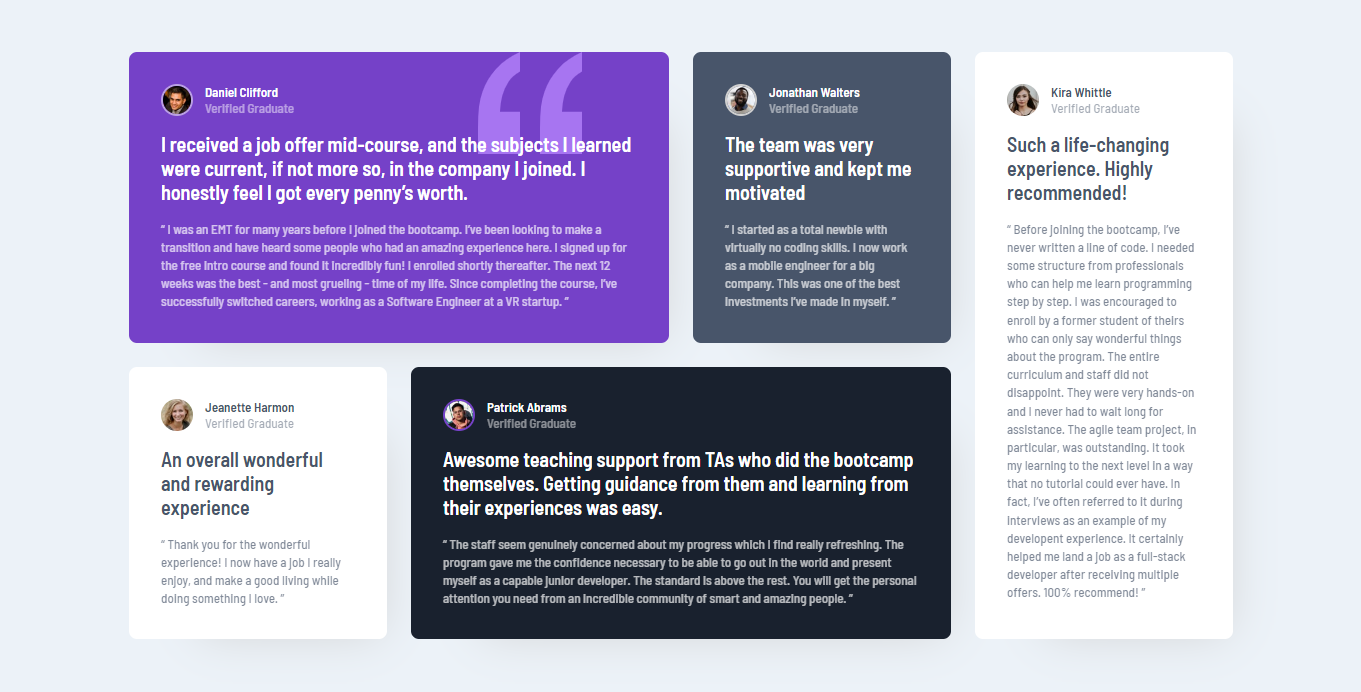 Daniel Clifford
Verified Graduate
I received a job offer mid-course, and the subjects I learned
were current, if not more so, in the company I joined. I
honestly feel I got every penny’s worth.
“ I was an EMT for many years before I joined the bootcamp. I’ve been looking to make a
transition and have heard some people who had an amazing experience here. I signed up for
the free intro course and found it incredibly fun! I enrolled shortly thereafter. The next 12
weeks was the best - and most grueling - time of my life. Since completing the course, I’ve
successfully switched careers, working as a Software Engineer at a VR startup. ”
Jonathan Walters
Verified Graduate
The team was very
supportive and kept me
motivated
“ I started as a total newbie with
virtually no coding skills. I now work
as a mobile engineer for a big
company. This was one of the best
investments I’ve made in myself. ”
Kira Whittle
Verified Graduate
Such a life-changing
experience. Highly
recommended!
“ Before joining the bootcamp, I’ve
never written a line of code. I needed
some structure from professionals
who can help me learn programming
step by step. I was encouraged to
enroll by a former student of theirs
who can only say wonderful things
about the program. The entire
curriculum and staff did not
disappoint. They were very hands-on
and I never had to wait long for
assistance. The agile team project, in
particular, was outstanding. It took
my learning to the next level in a way
that no tutorial could ever have. In
fact, I’ve often referred to it during
interviews as an example of my
developent experience. It certainly
helped me land a job as a full-stack
developer after receiving multiple
offers. 100% recommend! ”
Jeanette Harmon
Verified Graduate
An overall wonderful
and rewarding
experience
“ Thank you for the wonderful
experience! I now have a job I really
enjoy, and make a good living while
doing something I love. ”
Patrick Abrams
Verified Graduate
Awesome teaching support from TAs who did the bootcamp
themselves. Getting guidance from them and learning from
their experiences was easy.
“ The staff seem genuinely concerned about my progress which I find really refreshing. The
program gave me the confidence necessary to be able to go out in the world and present
myself as a capable junior developer. The standard is above the rest. You will get the personal
attention you need from an incredible community of smart and amazing people. ”